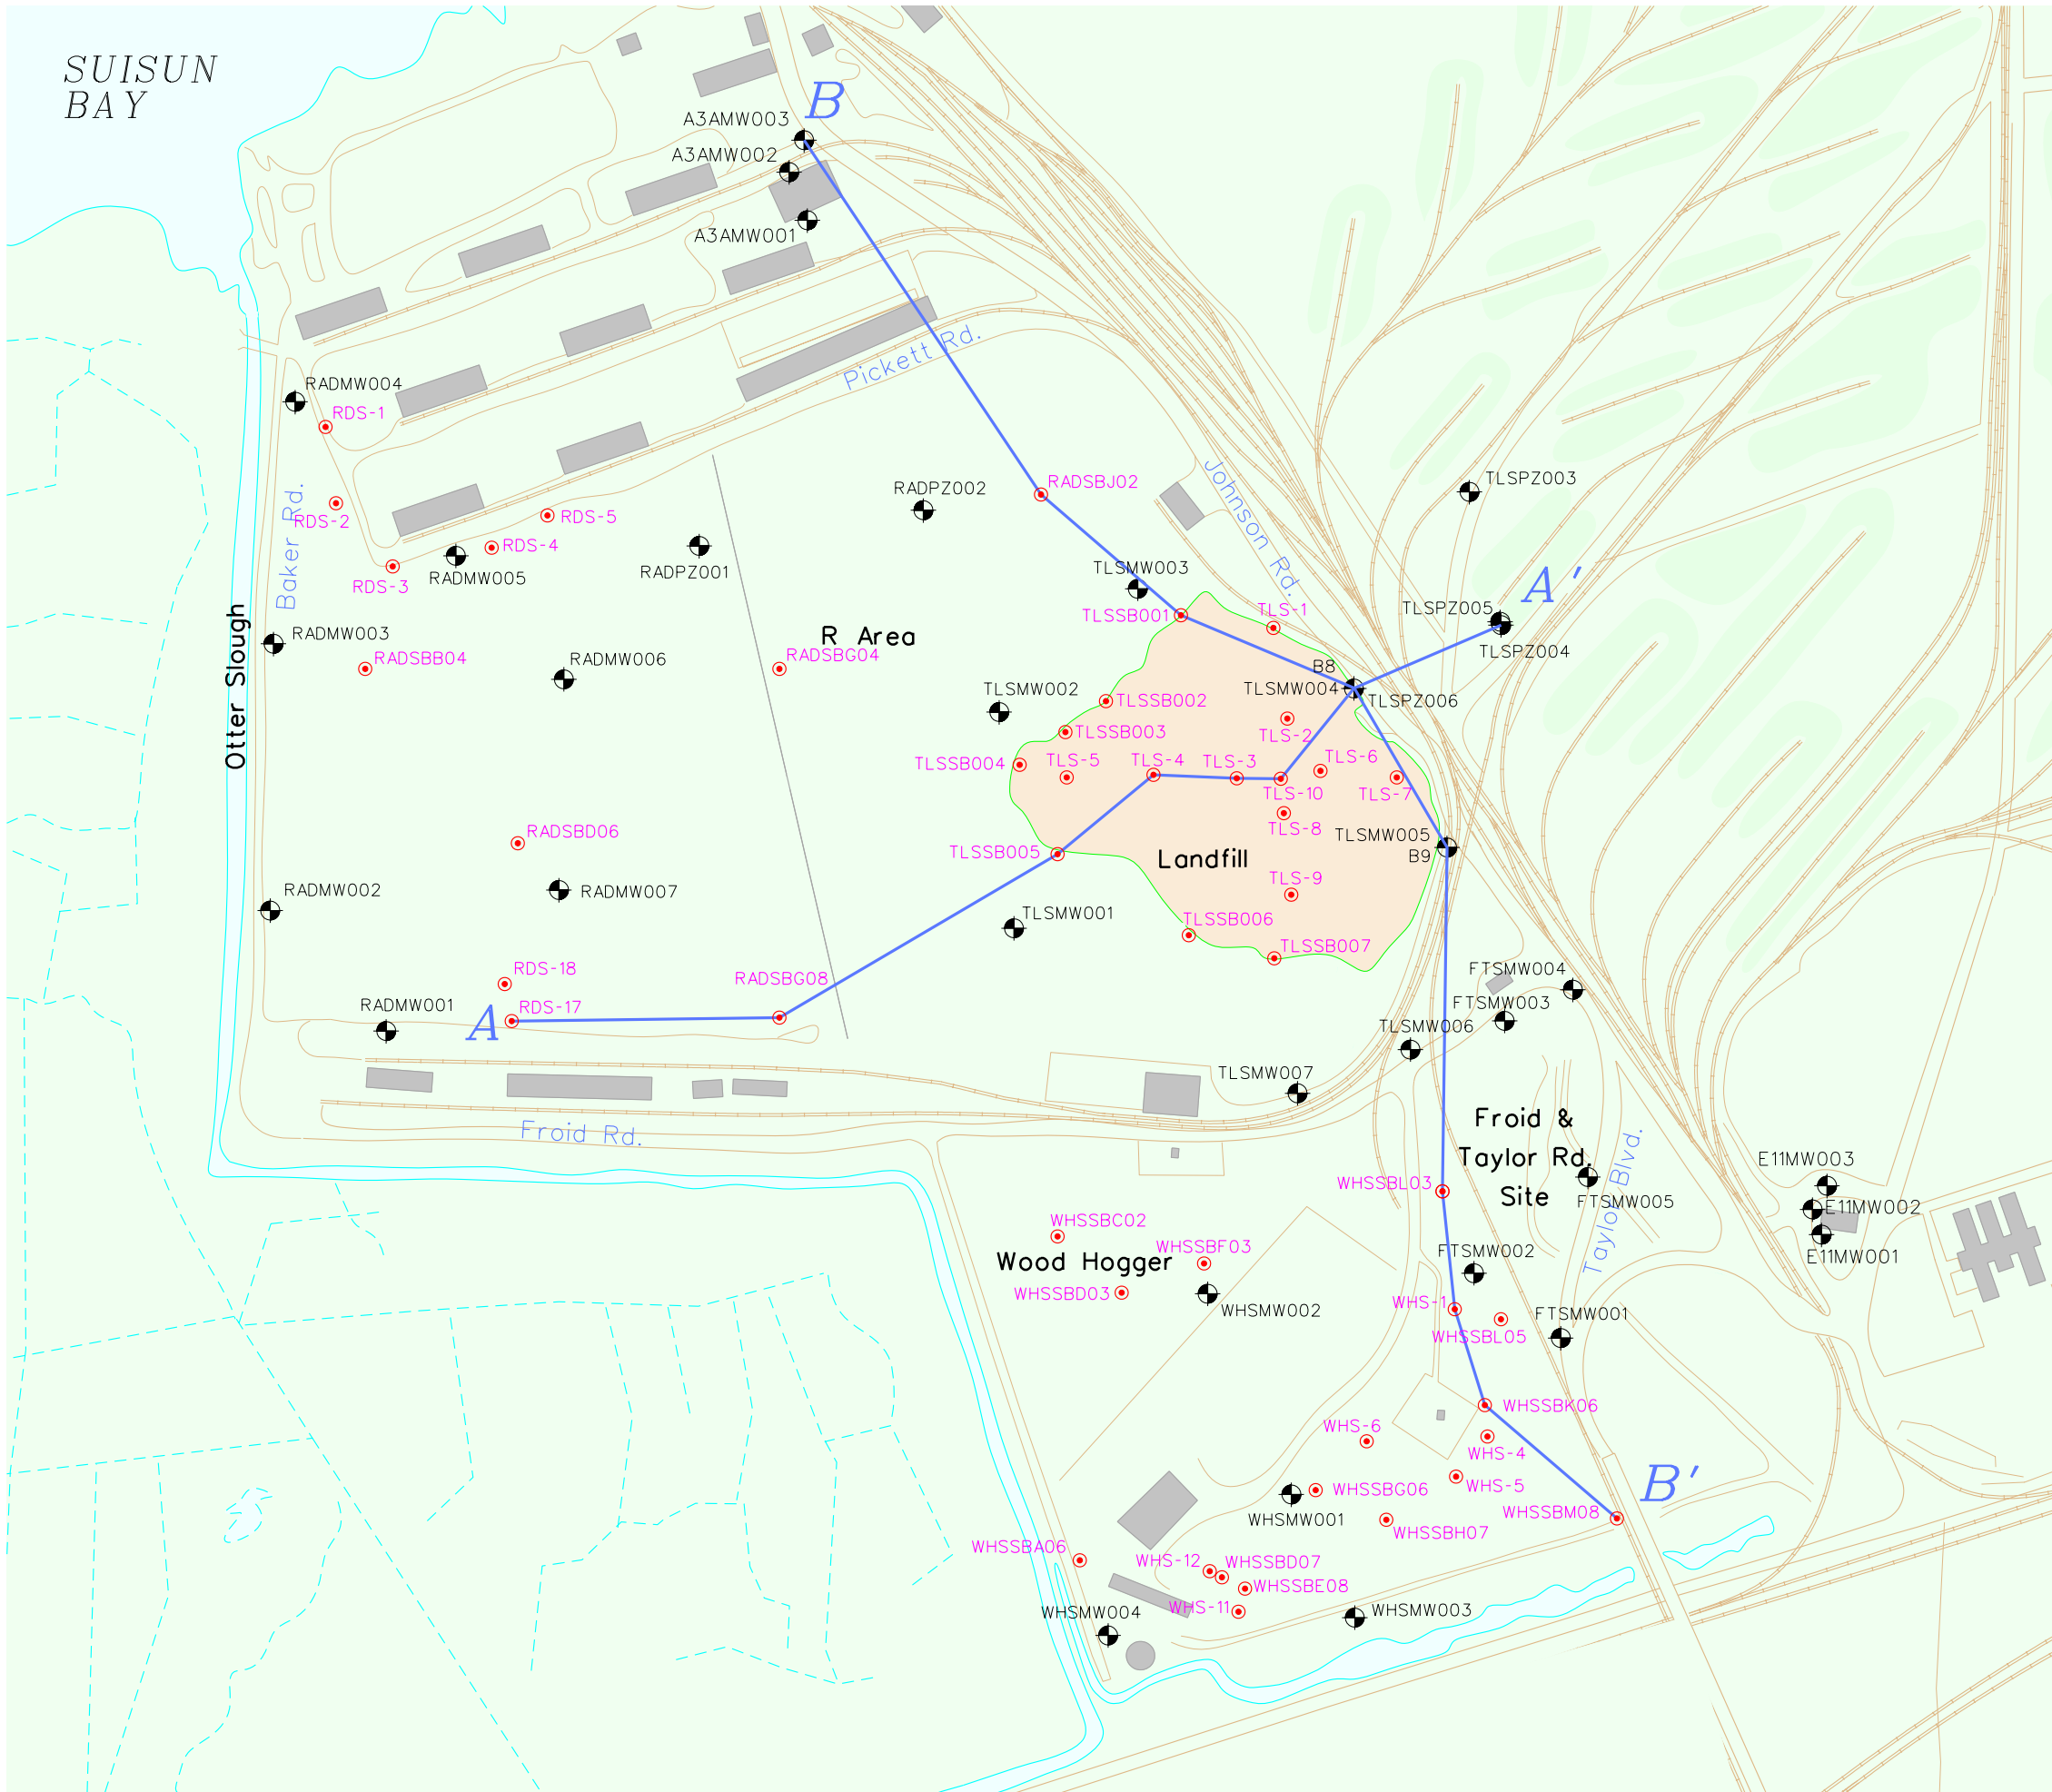 SUISUN
BAY
B
A3AMW003
A3AMW002
A3AMW001
Pickett Rd.
RADMW004
RDS-1
RDS-2
Baker Rd.
RDS-5
RDS-4
RDS-3
RADMW005
RADPZ001
RADPZ002
RADSBJ02
Johnson Rd.
TLSPZ003
TLSMW003
TLSSB001
TLS-1
TLSPZ005
A'
TLSPZ004
Otter Slough
RADMW003
RADSBB04
RADMW006
R Area
RADSBG04
B8
TLSMW004
TLSPZ006
TLSMW002
TLSSB002
TLSSB003
TLS-2
TLSSB004
TLS-5
TLS-4
TLS-3
TLS-6
TLS-10
TLS-7
TLS-8
RADSBD06
TLSMW005
B9
TLSSB005
Landfill
RADMW002
RADMW007
TLS-9
TLSMW001
TLSSB006
TLSSB007
RDS-18
RADSBG08
FTSMW004
RADMW001
RDS-17
A
FTSMW003
TLSMW006
TLSMW007
Froid Rd.
Froid &
Taylor Rd.
Site
Taylor Blvd.
E11MW003
WHSSBL03
FTSMW005
E11MW002
E11MW001
WHSSBC02
WHSSBF03
Wood Hogger
FTSMW002
WHSSBD03
WHSMW002
WHS-1
FTSMW001
WHSSBL05
WHSSBK06
WHS-6
WHS-4
WHS-5
B'
WHSSBG06
WHSMW001
WHSSBH07
WHSSBM08
WHSSBA06
WHS-12
WHSSBD07
WHSSBE08
WHS-11
WHSMW004
WHSMW003